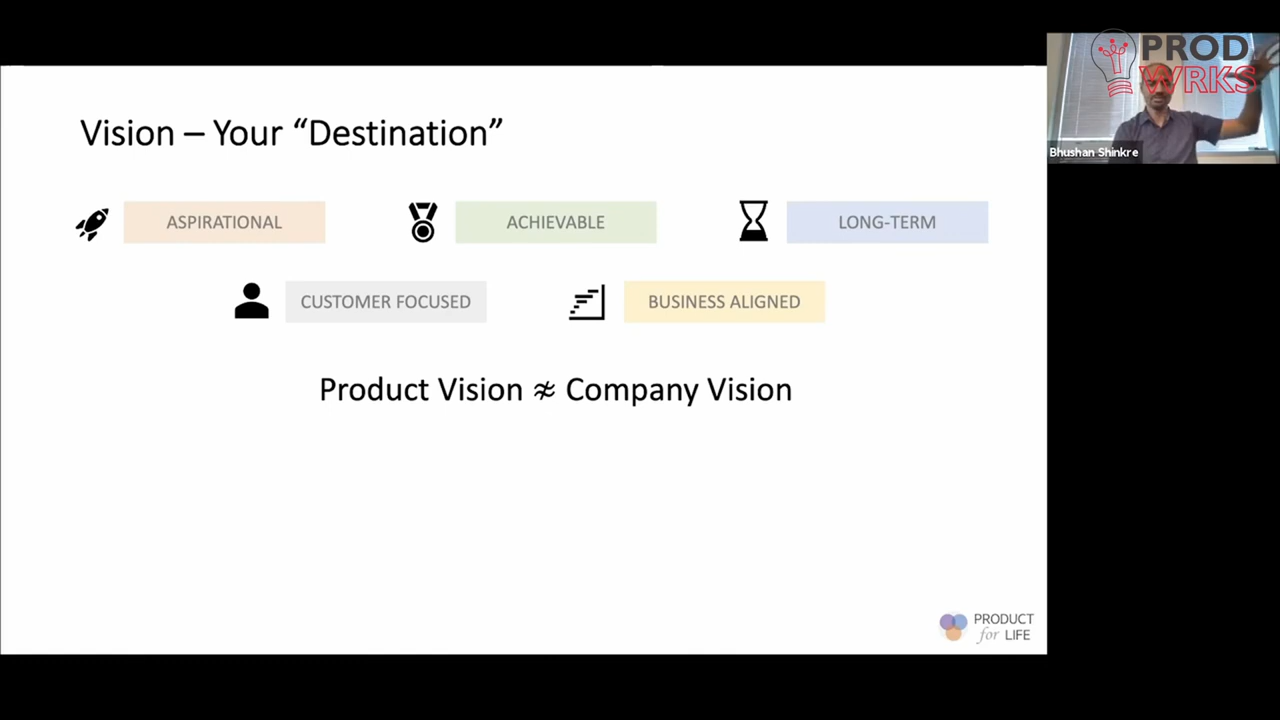 PROD
WRKS
Bhushan Shinkre
Vision – Your “Destination”
ASPIRATIONAL
ACHIEVABLE
LONG-TERM
CUSTOMER FOCUSED
BUSINESS ALIGNED
Product Vision ≉ Company Vision
PRODUCT
for LIFE